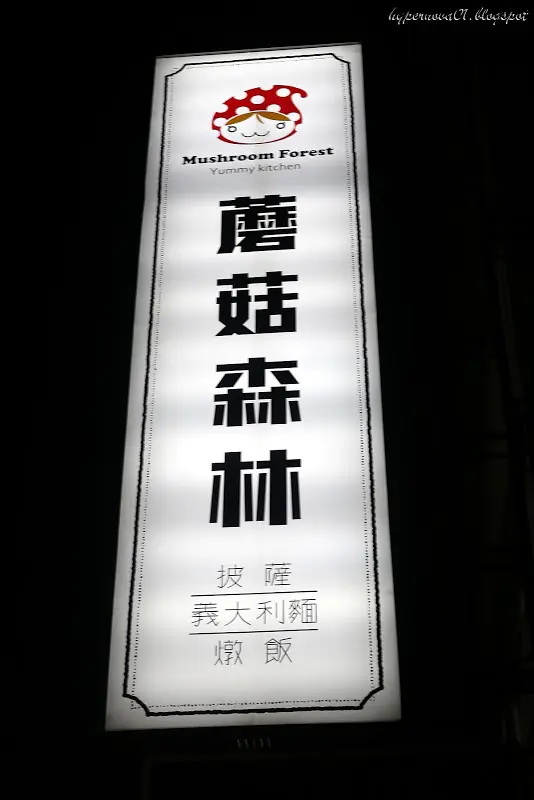 hypernova01.blogspot
Mushroom Forest
Yummy kitchen
蘑菇森林
披薩
義大利麵
燉飯